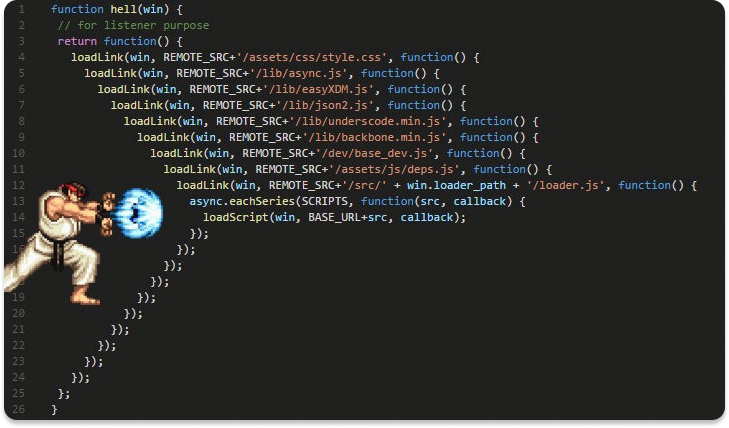 1 function hell(win) {
2 // for listener purpose
3 return function() {
4 loadLink(win, REMOTE_SRC+'/assets/css/style.css', function() {
5 loadLink(win, REMOTE_SRC+'/lib/async.js', function() {
6 loadLink(win, REMOTE_SRC+'/lib/easyXDM.js', function() {
7 loadLink(win, REMOTE_SRC+'/lib/json2.js', function() {
8 loadLink(win, REMOTE_SRC+'/lib/underscode.min.js', function() {
9 loadLink(win, REMOTE_SRC+'/lib/backbone.min.js', function() {
10 loadLink(win, REMOTE_SRC+'/dev/base_dev.js', function() {
11 loadLink(win, REMOTE_SRC+'/assets/js/deps.js', function() {
12 loadLink(win, REMOTE_SRC+'/src/' + win.loader_path + '/loader.js', function() {
13 async.eachSeries(SCRIPTS, function(src, callback) {
14 loadScript(win, BASE_URL+src, callback);
15 });
});
});
});
19 });
20 });
21 });
22 });
23 });
24 });
25 };
26 }